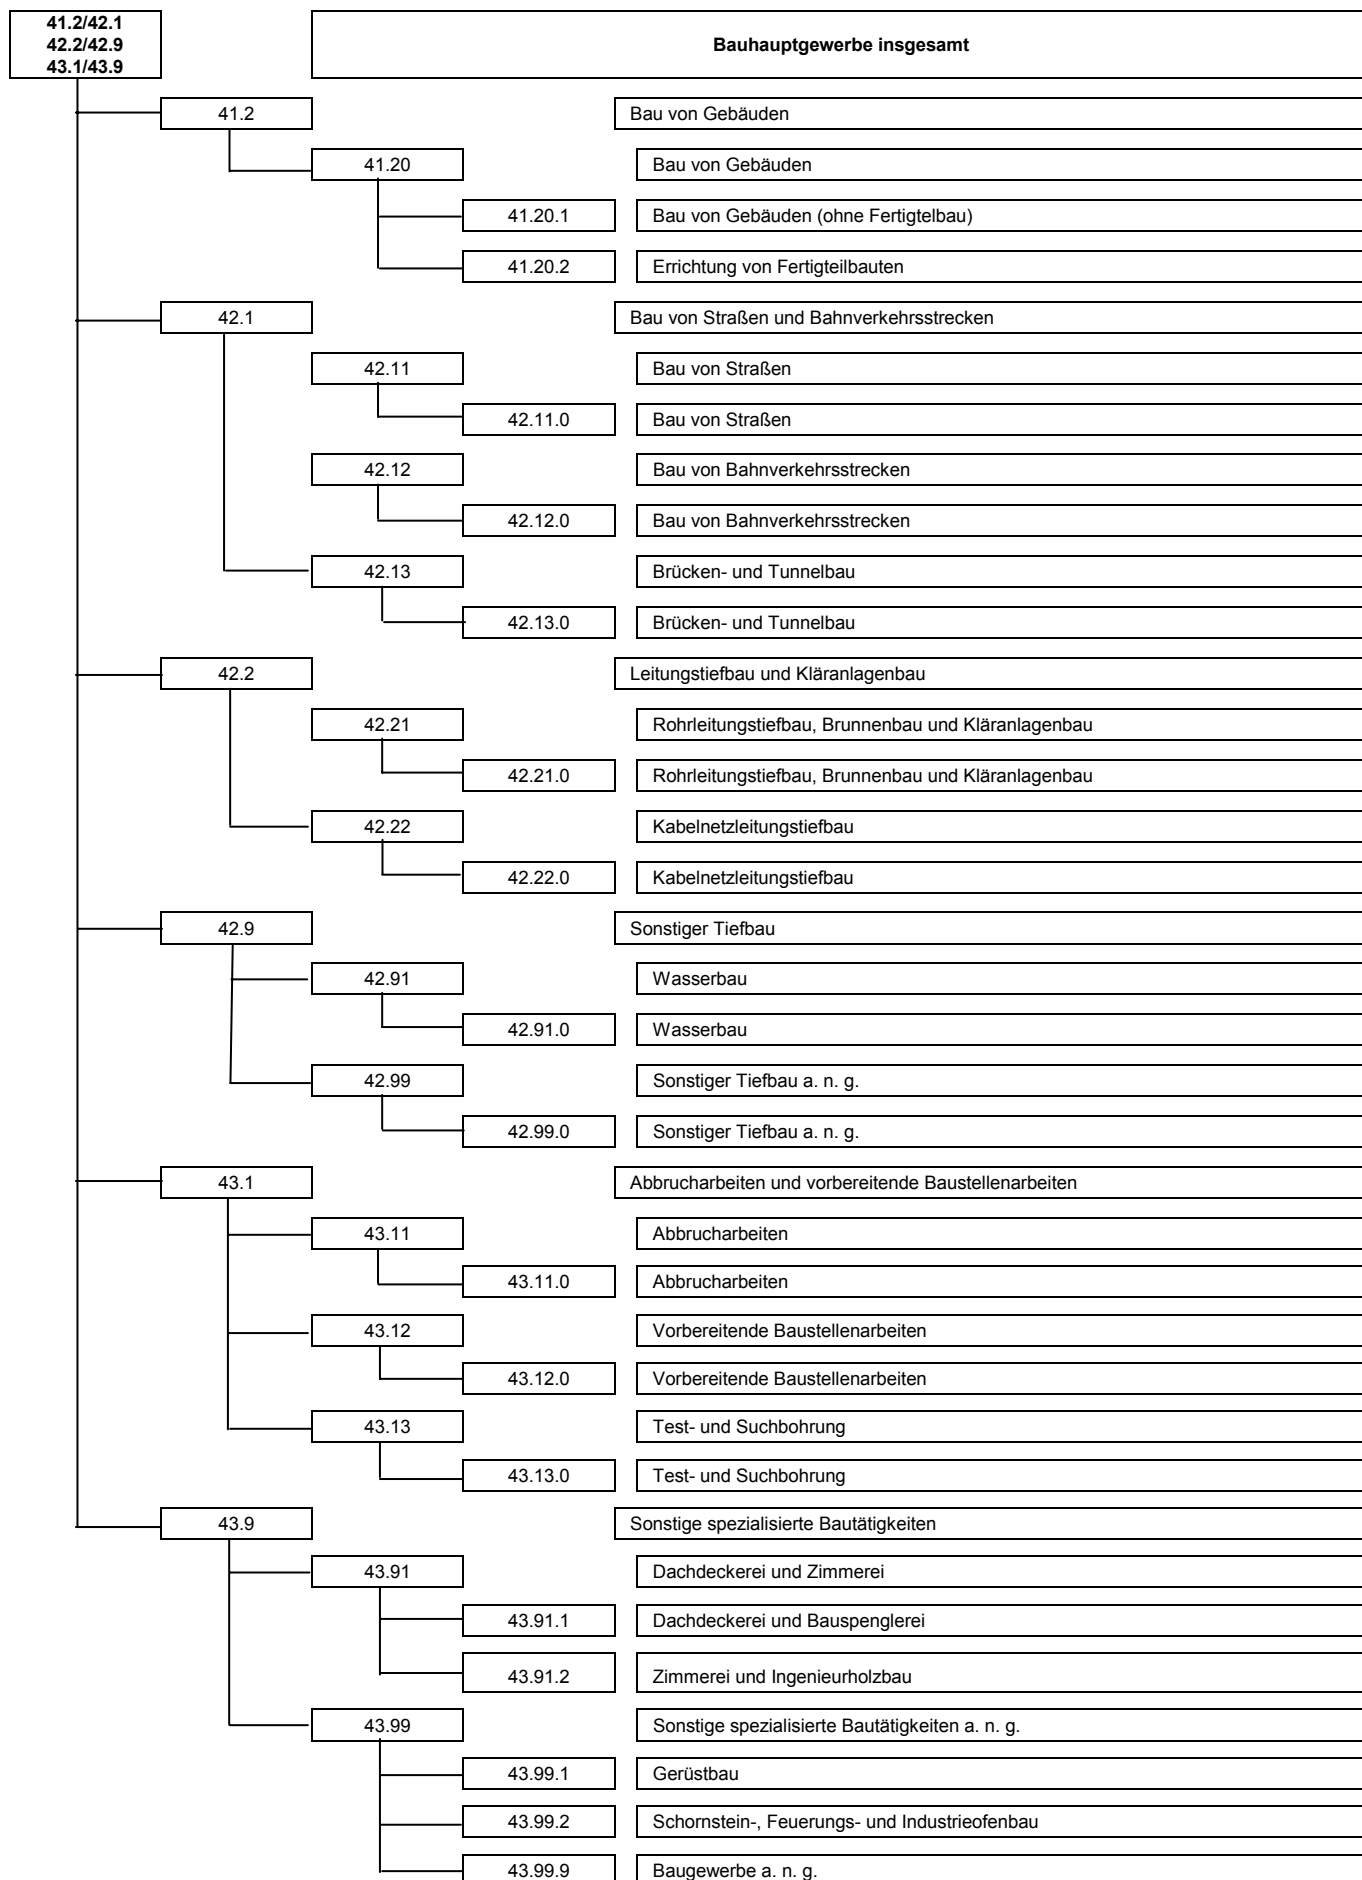 41.2/42.1
42.2/42.9
43.1/43.9
Bauhauptgewerbe insgesamt
41.2 Bau von Gebäuden
41.20 Bau von Gebäuden
41.20.1 Bau von Gebäuden (ohne Fertigtelbau)
41.20.2 Errichtung von Fertigteilbauten
42.1 Bau von Straßen und Bahnverkehrsstrecken
42.11 Bau von Straßen
42.11.0 Bau von Straßen
42.12 Bau von Bahnverkehrsstrecken
42.12.0 Bau von Bahnverkehrsstrecken
42.13 Brücken- und Tunnelbau
42.13.0 Brücken- und Tunnelbau
42.2 Leitungstiefbau und Kläranlagenbau
42.21 Rohrleitungstiefbau, Brunnenbau und Kläranlagenbau
42.21.0 Rohrleitungstiefbau, Brunnenbau und Kläranlagenbau
42.22 Kabelnetzleitungstiefbau
42.22.0 Kabelnetzleitungstiefbau
42.9 Sonstiger Tiefbau
42.91 Wasserbau
42.91.0 Wasserbau
42.99 Sonstiger Tiefbau a. n. g.
42.99.0 Sonstiger Tiefbau a. n. g.
43.1 Abbrucharbeiten und vorbereitende Baustellenarbeiten
43.11 Abbrucharbeiten
43.11.0 Abbrucharbeiten
43.12 Vorbereitende Baustellenarbeiten
43.12.0 Vorbereitende Baustellenarbeiten
43.13 Test- und Suchbohrung
43.13.0 Test- und Suchbohrung
43.9 Sonstige spezialisierte Bautätigkeiten
43.91 Dachdeckerei und Zimmerei
43.91.1 Dachdeckerei und Bauspenglerei
43.91.2 Zimmerei und Ingenieurholzbau
43.99 Sonstige spezialisierte Bautätigkeiten a. n. g.
43.99.1 Gerüstbau
43.99.2 Schornstein-, Feuerungs- und Industrieofenbau
43.99.9 Baugewerbe a. n. g.